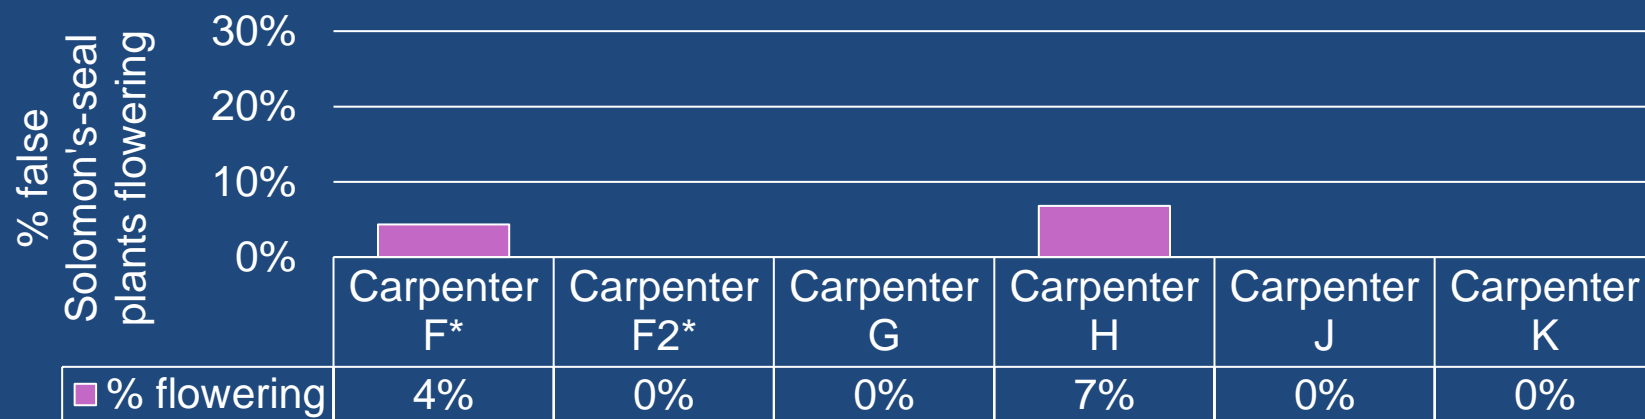 % false
Solomon's-seal
plants flowering
30%
20%
10%
0%
Carpenter F*
Carpenter F2*
Carpenter G
Carpenter H
Carpenter J
Carpenter K
% flowering 4% 0% 0% 7% 0% 0%